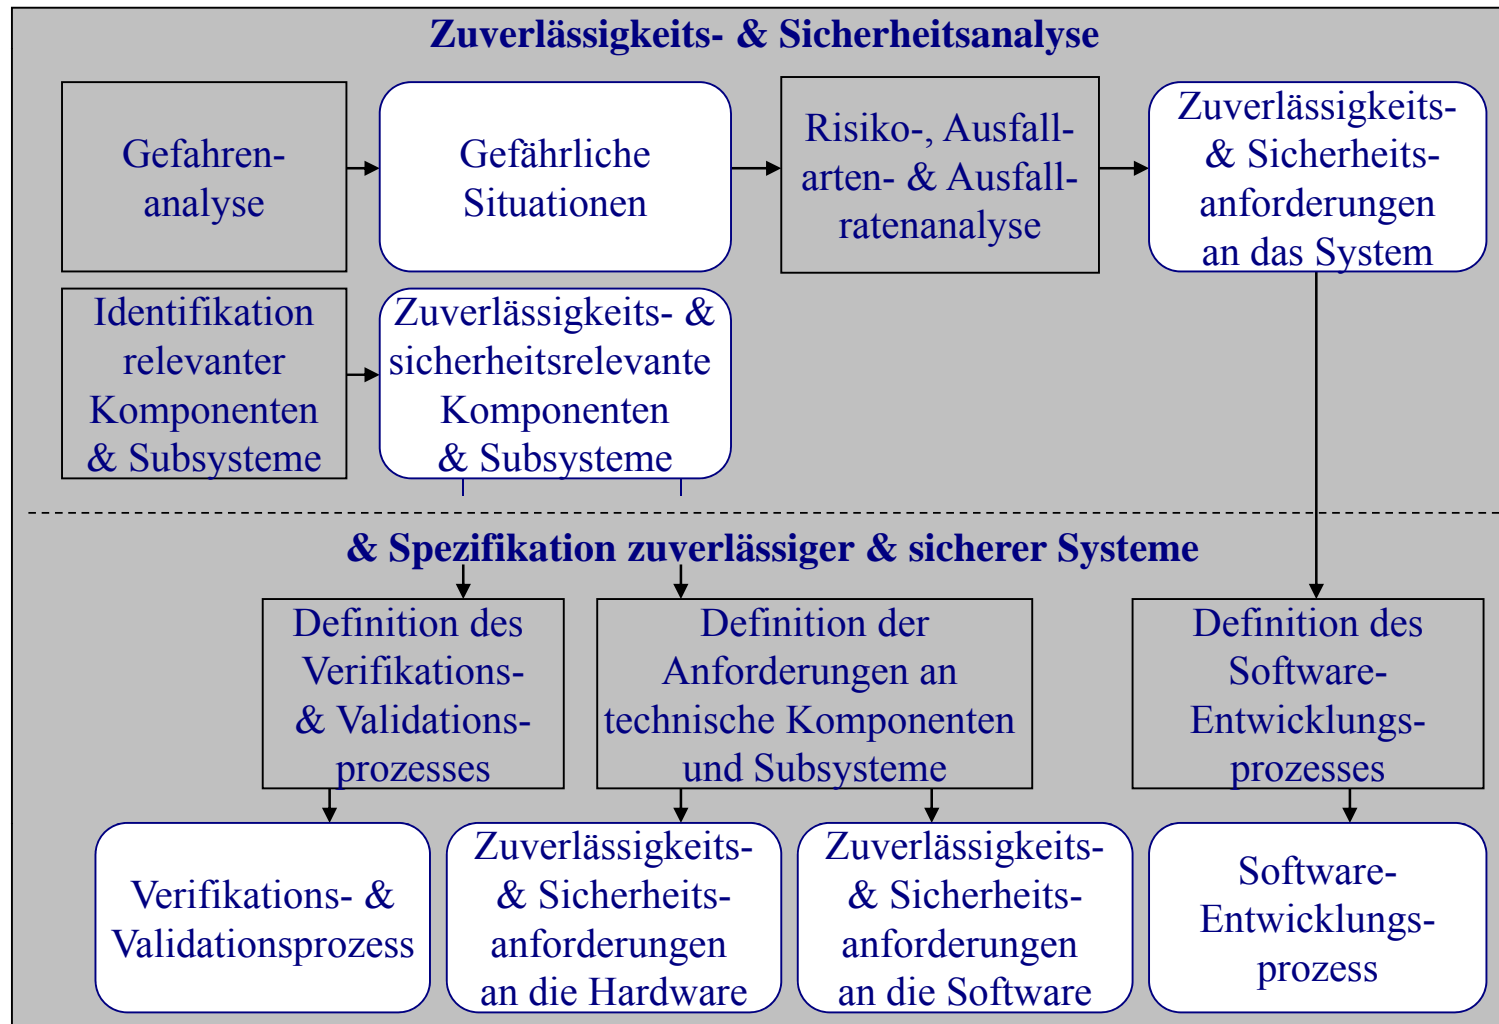 Zuverlässigkeits- & Sicherheitsanalyse
Gefahren-
analyse
Gefährliche
Situationen
Risiko-, Ausfall-
arten- & Ausfall-
ratenanalyse
Zuverlässigkeits-
& Sicherheits-
anforderungen
an das System
Identifikation
relevanter
Komponenten
& Subsysteme
Zuverlässigkeits- &
sicherheitsrelevante
Komponenten
& Subsysteme
& Spezifikation zuverlässiger & sicherer Systeme
Definition des
Verifikations-
& Validations-
prozesses
Definition der
Anforderungen an
technische Komponenten
und Subsysteme
Definition des
Software-
Entwicklungs-
prozesses
Verifikations- &
Validationsprozess
Zuverlässigkeits-
& Sicherheits-
anforderungen
an die Hardware
Zuverlässigkeits-
& Sicherheits-
anforderungen
an die Software
Software-
Entwicklungs-
prozess